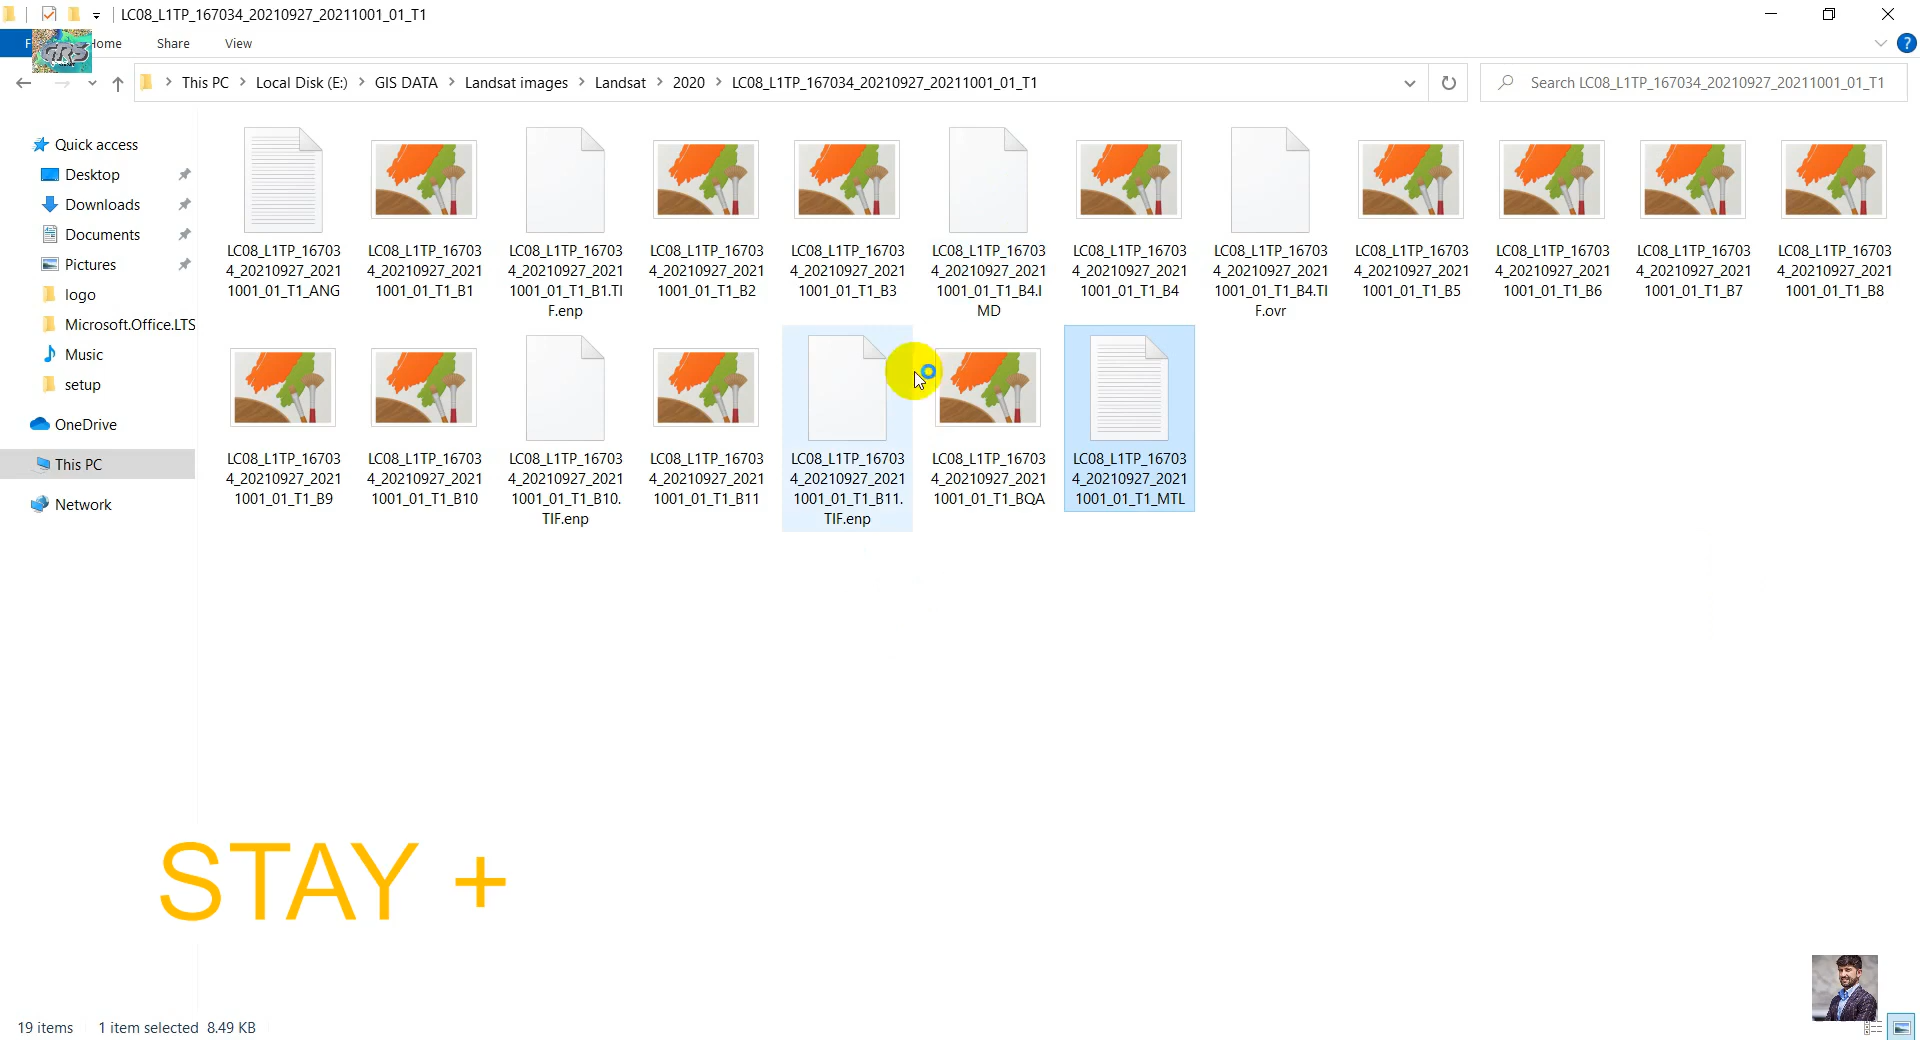 LC08_L1TP_167034_20210927_20211001_01_T1
F
GRS
Home
Share
View
?
This PC > Local Disk (E:) > GIS DATA > Landsat images > Landsat > 2020 > LC08_L1TP_167034_20210927_20211001_01_T1
Search LC08_L1TP_167034_20210927_20211001_01_T1
Quick access
Desktop
Downloads
Documents
Pictures
logo
Microsoft.Office.LTS
Music
setup
OneDrive
This PC
Network
LC08_L1TP_16703
4_20210927_2021
1001_01_T1_ANG
LC08_L1TP_16703
4_20210927_2021
1001_01_T1_B1
LC08_L1TP_16703
4_20210927_2021
1001_01_T1_B1.TI
F.enp
LC08_L1TP_16703
4_20210927_2021
1001_01_T1_B2
LC08_L1TP_16703
4_20210927_2021
1001_01_T1_B3
LC08_L1TP_16703
4_20210927_2021
1001_01_T1_B4.I
MD
LC08_L1TP_16703
4_20210927_2021
1001_01_T1_B4
LC08_L1TP_16703
4_20210927_2021
1001_01_T1_B4.TI
F.ovr
LC08_L1TP_16703
4_20210927_2021
1001_01_T1_B5
LC08_L1TP_16703
4_20210927_2021
1001_01_T1_B6
LC08_L1TP_16703
4_20210927_2021
1001_01_T1_B7
LC08_L1TP_16703
4_20210927_2021
1001_01_T1_B8
LC08_L1TP_16703
4_20210927_2021
1001_01_T1_B9
LC08_L1TP_16703
4_20210927_2021
1001_01_T1_B10
LC08_L1TP_16703
4_20210927_2021
1001_01_T1_B10.
TIF.enp
LC08_L1TP_16703
4_20210927_2021
1001_01_T1_B11
LC08_L1TP_16703
4_20210927_2021
1001_01_T1_B11.
TIF.enp
LC08_L1TP_16703
4_20210927_2021
1001_01_T1_BQA
LC08_L1TP_16703
4_20210927_2021
1001_01_T1_MTL
STAY +
19 items
1 item selected 8.49 KB